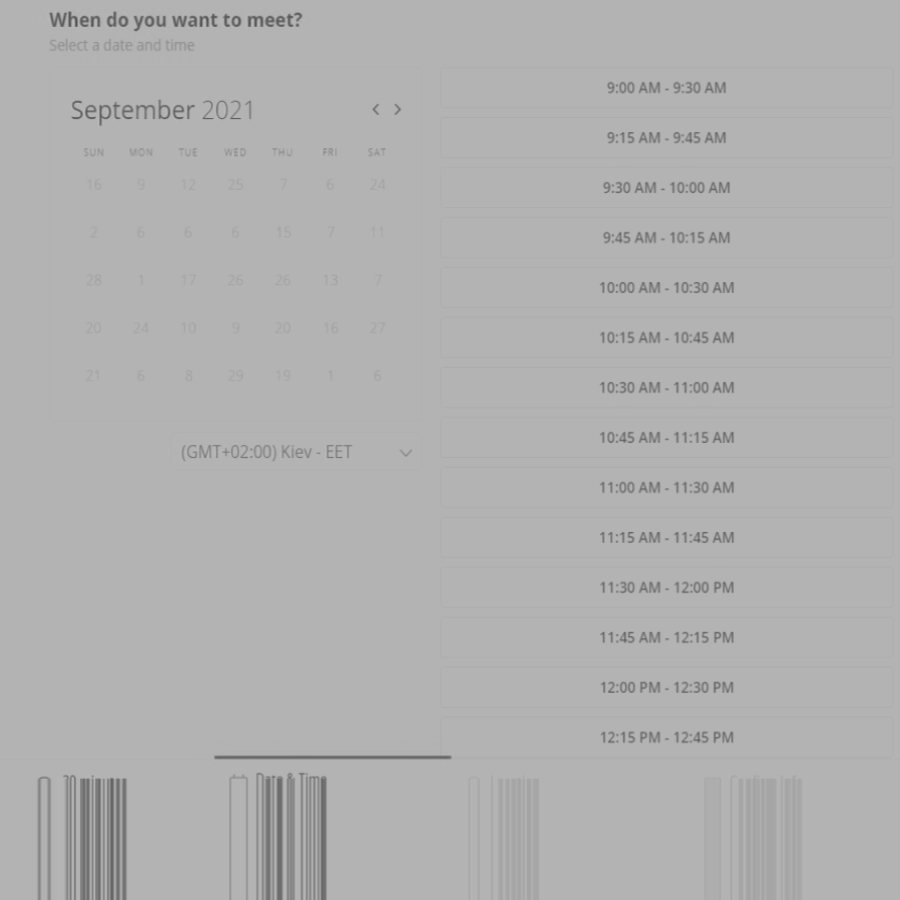 When do you want to meet?
Select a date and time
September 2021
SUN MON TUE WED THU FRI SAT
16 9 12 25 7 6 24
2 6 6 6 15 7 11
28 1 17 26 26 13 7
20 24 10 9 20 16 27
21 6 8 29 19 1 6
(GMT+02:00) Kiev - EET
9:00 AM - 9:30 AM
9:15 AM - 9:45 AM
9:30 AM - 10:00 AM
9:45 AM - 10:15 AM
10:00 AM - 10:30 AM
10:15 AM - 10:45 AM
10:30 AM - 11:00 AM
10:45 AM - 11:15 AM
11:00 AM - 11:30 AM
11:15 AM - 11:45 AM
11:30 AM - 12:00 PM
11:45 AM - 12:15 PM
12:00 PM - 12:30 PM
12:15 PM - 12:45 PM
Date & Time